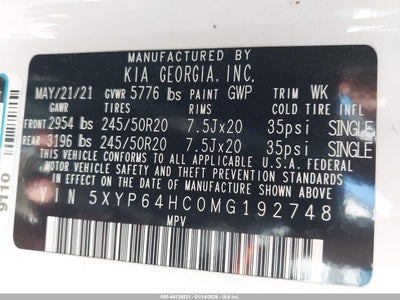 MANUFACTURED BY
KIA GEORGIA, INC.
MAY/21/21 GVWR 5776 lbs PAINT GWP TRIM WK
GAWR TIRES RIMS COLD TIRE INFL
FRONT 2954 lbs 245/50R20 7.5Jx20 35psi SINGLE
REAR 3196 lbs 245/50R20 7.5Jx20 35psi SINGLE
THIS VEHICLE CONFORMS TO ALL APPLICABLE U.S.A. FEDERAL
MOTOR VEHICLE SAFETY AND THEFT PREVENTION STANDARDS
IN EFFECT ON THE DATE OF MANUFACTURE SHOWN ABOVE.
VIN 5XYP64HC0MG192748
MPV
9110